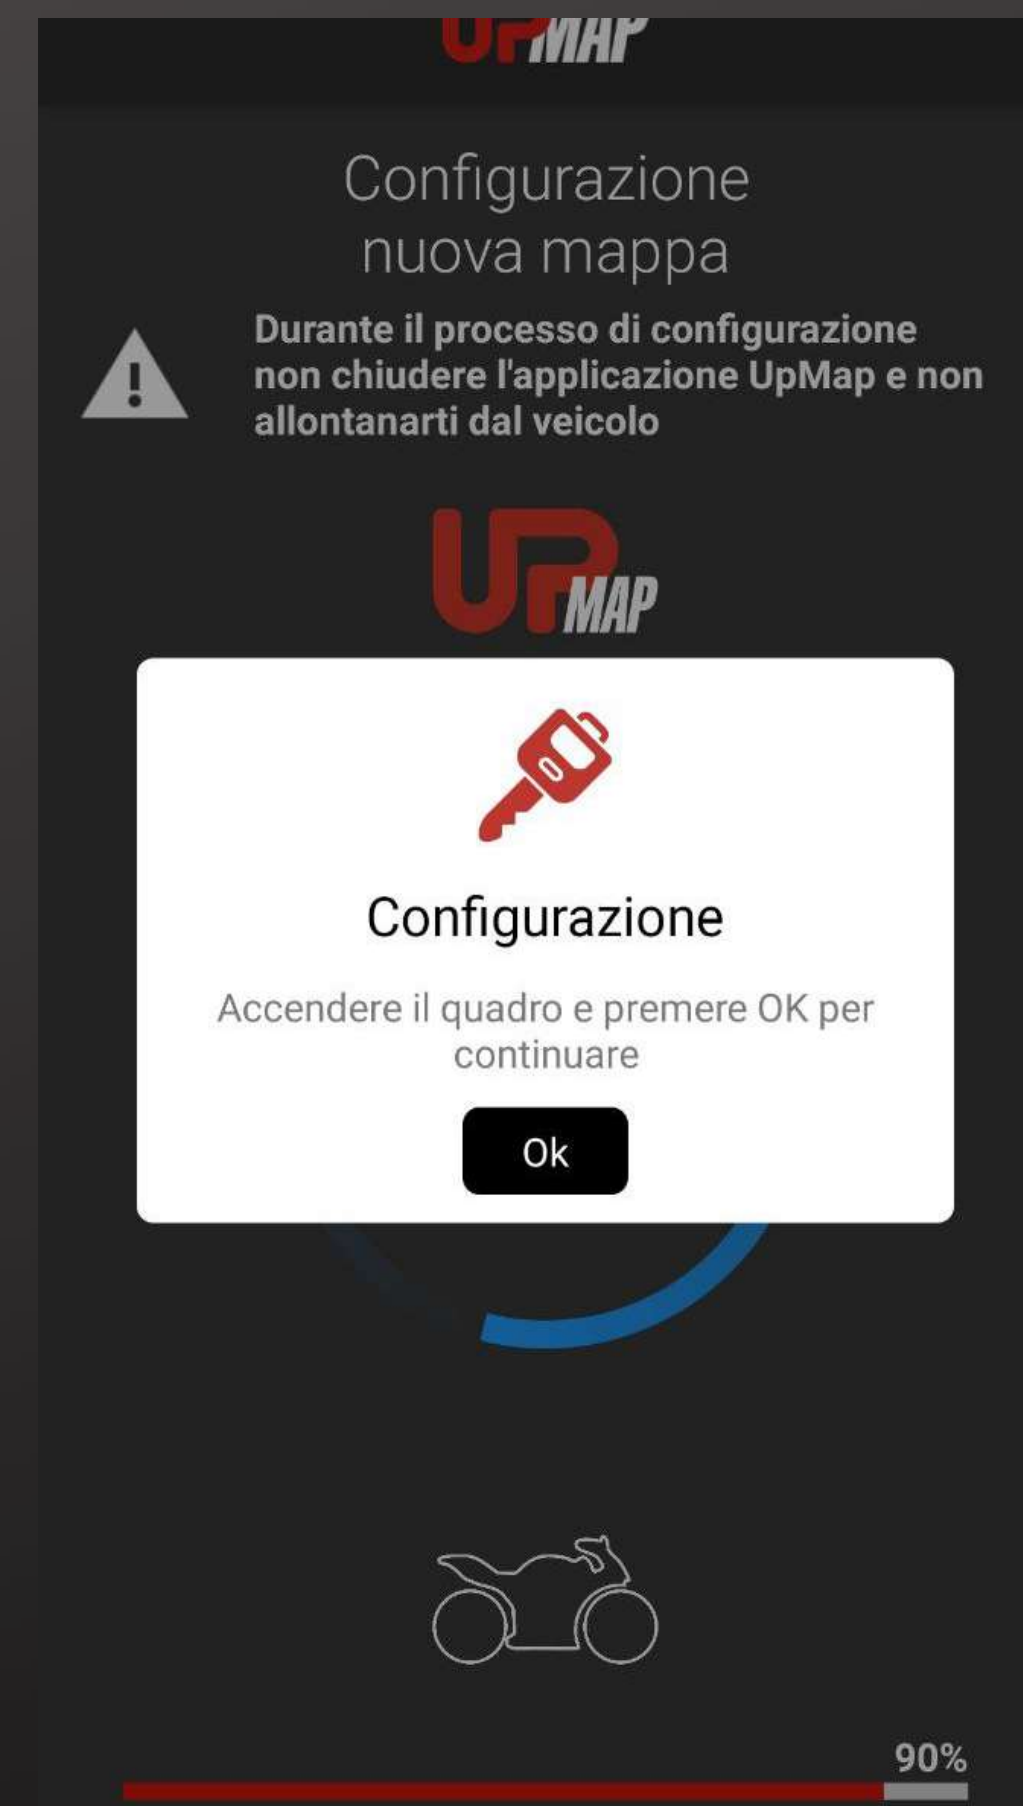 UPMAP
Configurazione
nuova mappa
Durante il processo di configurazione
non chiudere l'applicazione UpMap e non
allontanarti dal veicolo
UPMAP
Configurazione
Accendere il quadro e premere OK per
continuare
Ok
90%